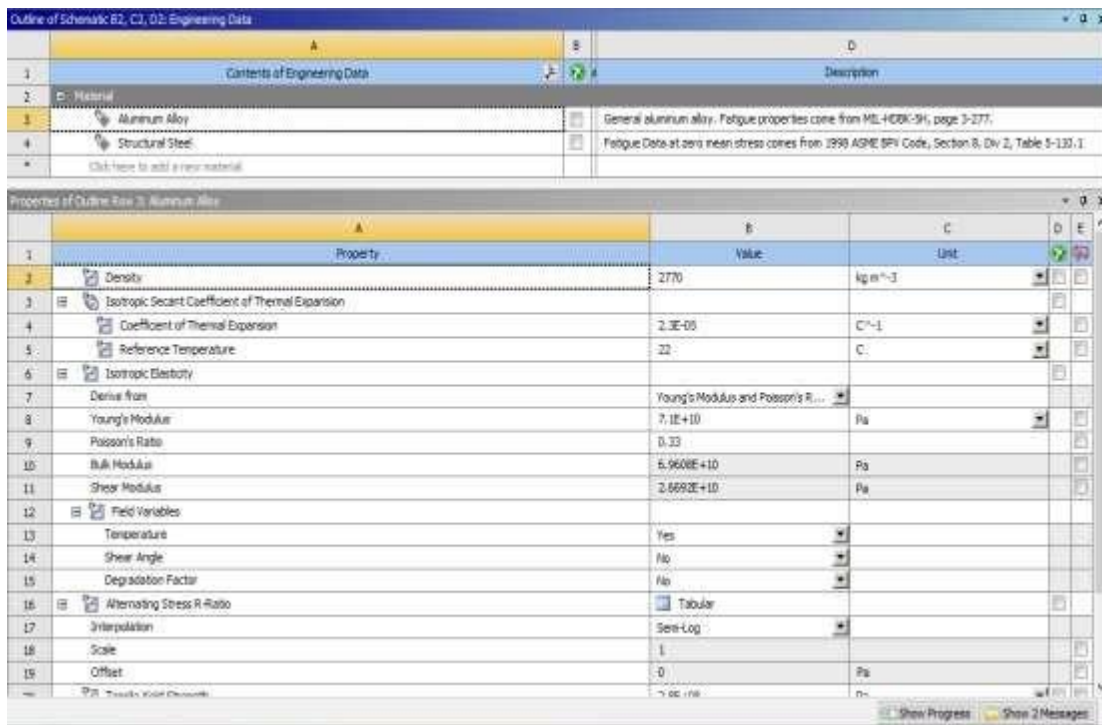 Outline of Schematic B2, C2, D2: Engineering Data
A B D
1 Contents of Engineering Data Description
2 Material
3 Aluminum Alloy General aluminum alloy. Fatigue properties come from MIL-HDBK-5H, page 3-277.
4 Structural Steel Fatigue Data at zero mean stress comes from 1998 ASME BPV Code, Section 8, Div 2, Table 5-110.1
* Click here to add a new material
Properties of Outline Row 3: Aluminum Alloy
A B C D E
1 Property Value Unit
2 Density 2770 kg m^-3
3 Isotropic Secant Coefficient of Thermal Expansion
4 Coefficient of Thermal Expansion 2.3E-05 C^-1
5 Reference Temperature 22 C
6 Isotropic Elasticity
7 Derive from Young's Modulus and Poisson's R...
8 Young's Modulus 7.1E+10 Pa
9 Poisson's Ratio 0.33
10 Bulk Modulus 6.9608E+10 Pa
11 Shear Modulus 2.6692E+10 Pa
12 Field Variables
13 Temperature Yes
14 Shear Angle No
15 Degradation Factor No
16 Alternating Stress R-Ratio Tabular
17 Interpolation Semi-Log
18 Scale 1
19 Offset 0 Pa
Show Progress Show 2 Messages